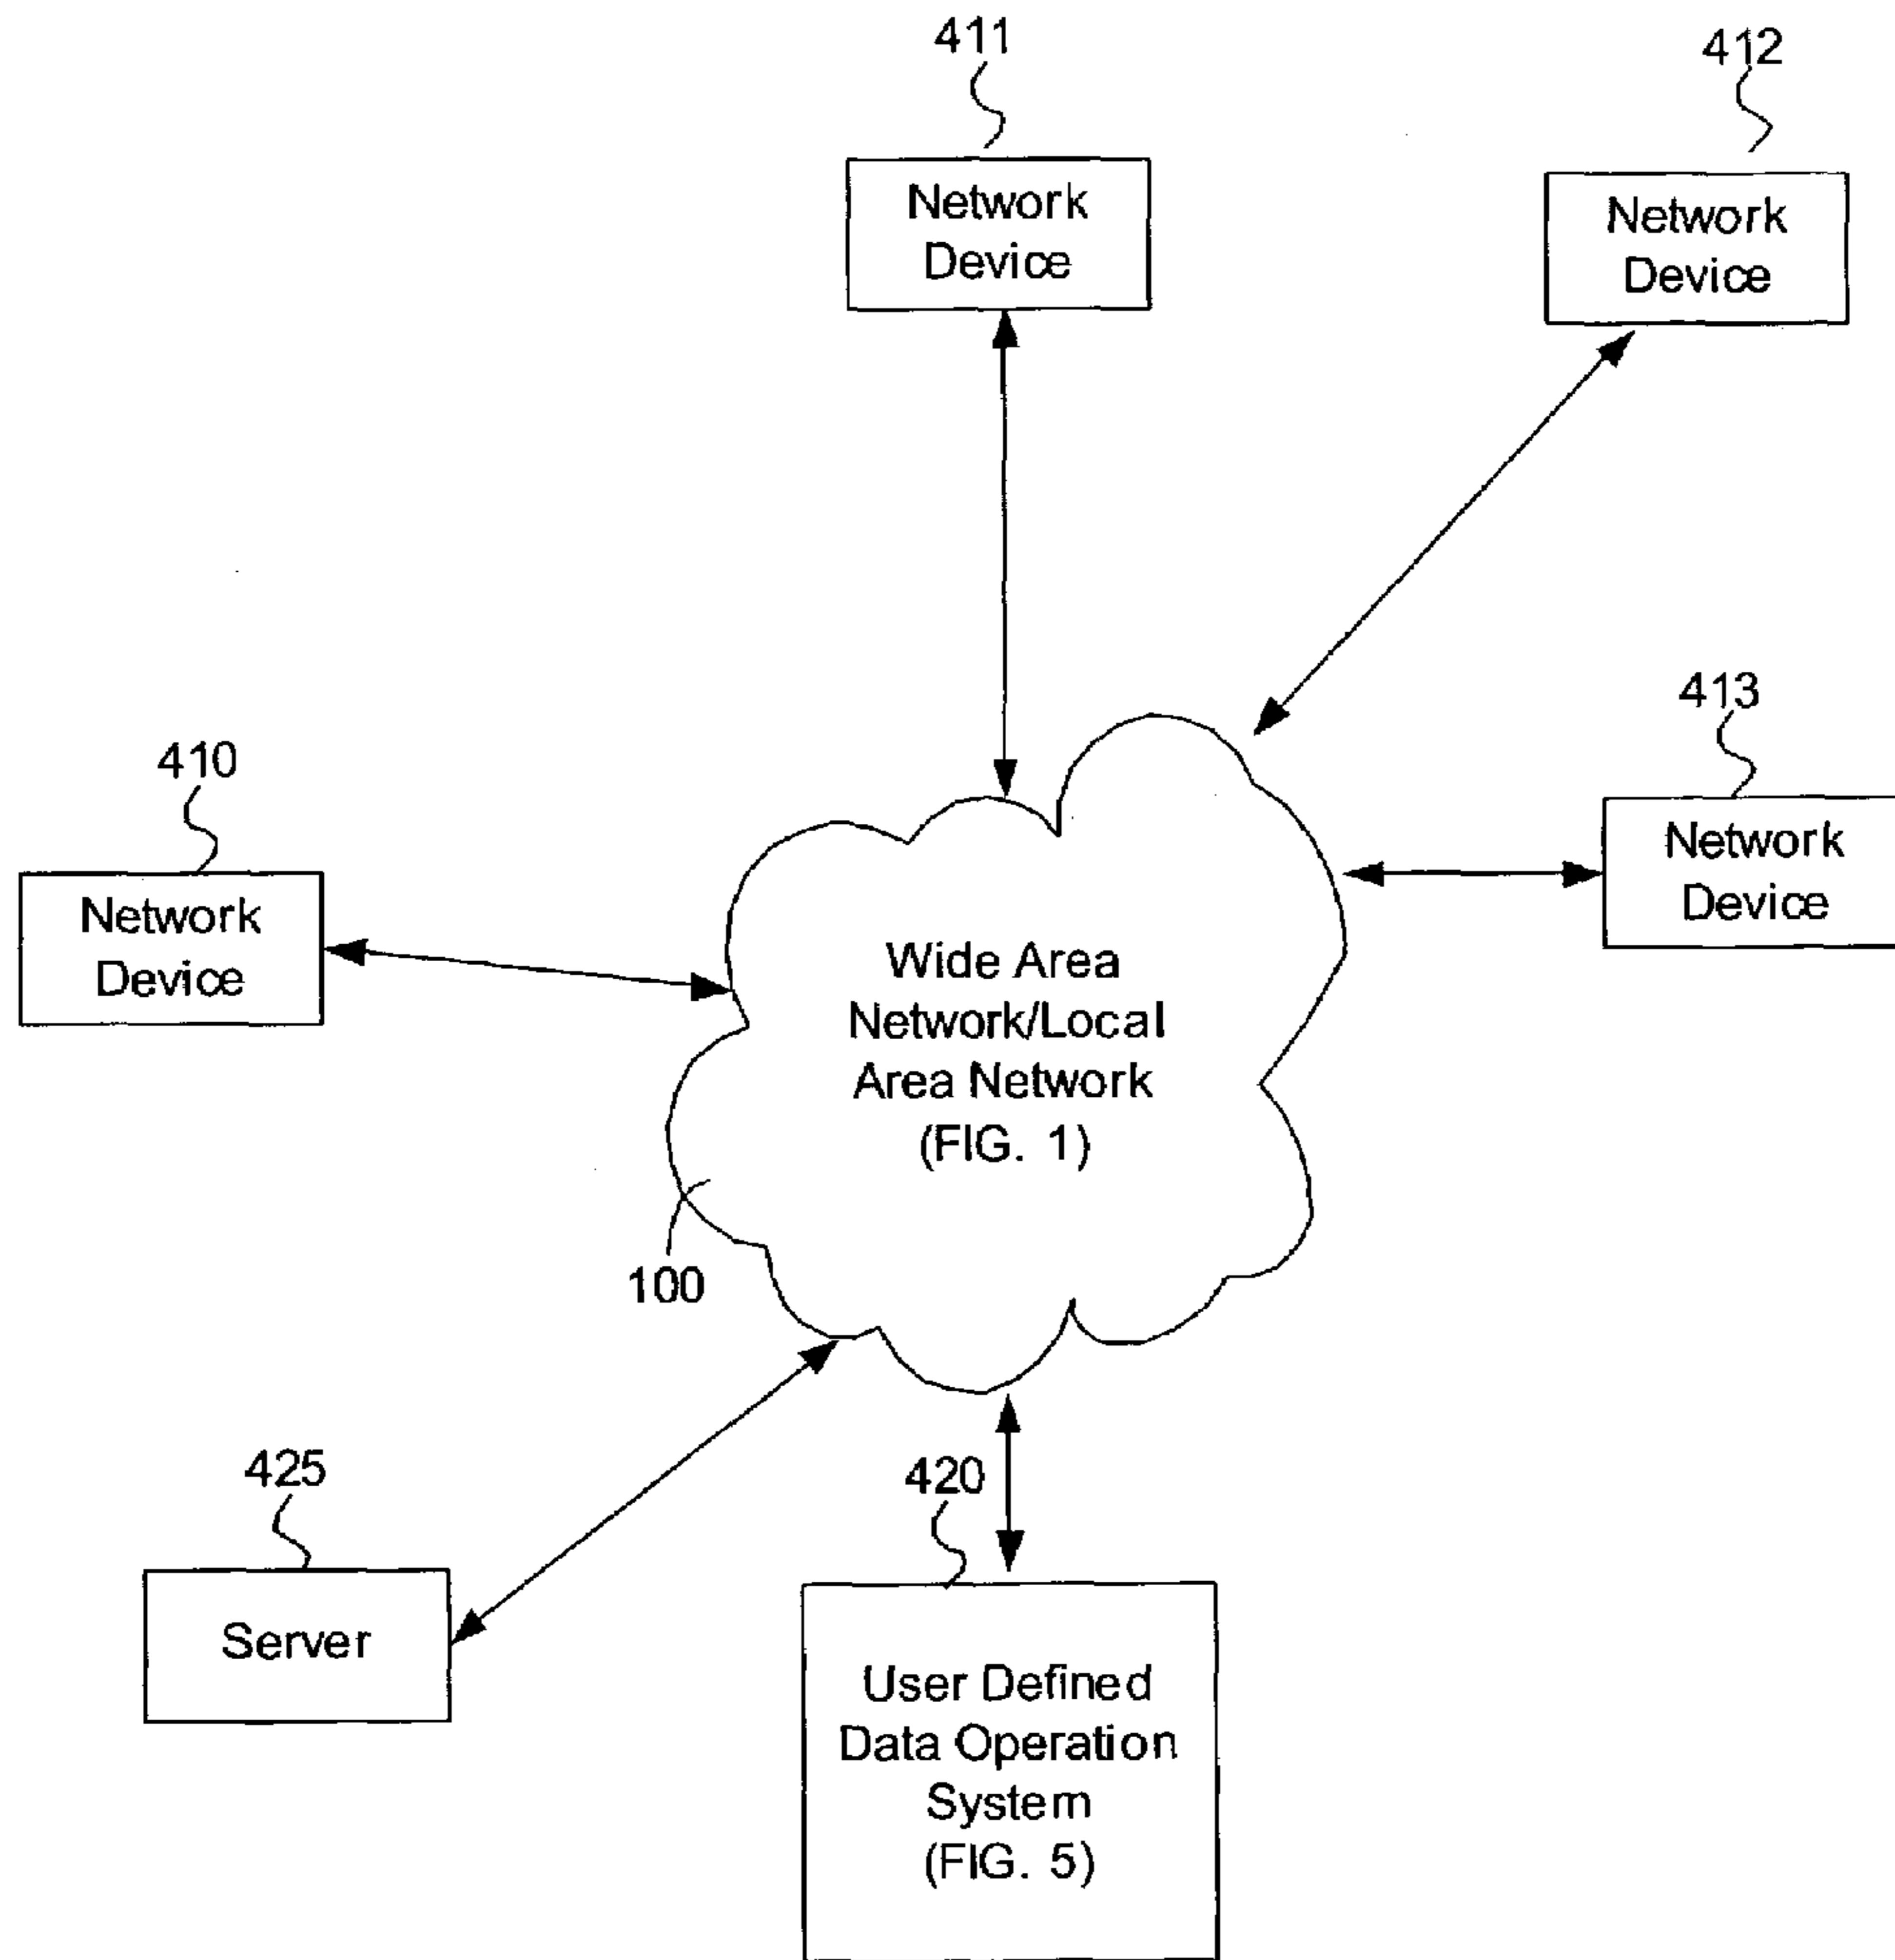 411
412
Network
Device
Network
Device
413
410
Network
Device
Network
Device
Wide Area
Network/Local
Area Network
(FIG. 1)
100
425
420
Server
User Defined
Data Operation
System
(FIG. 5)